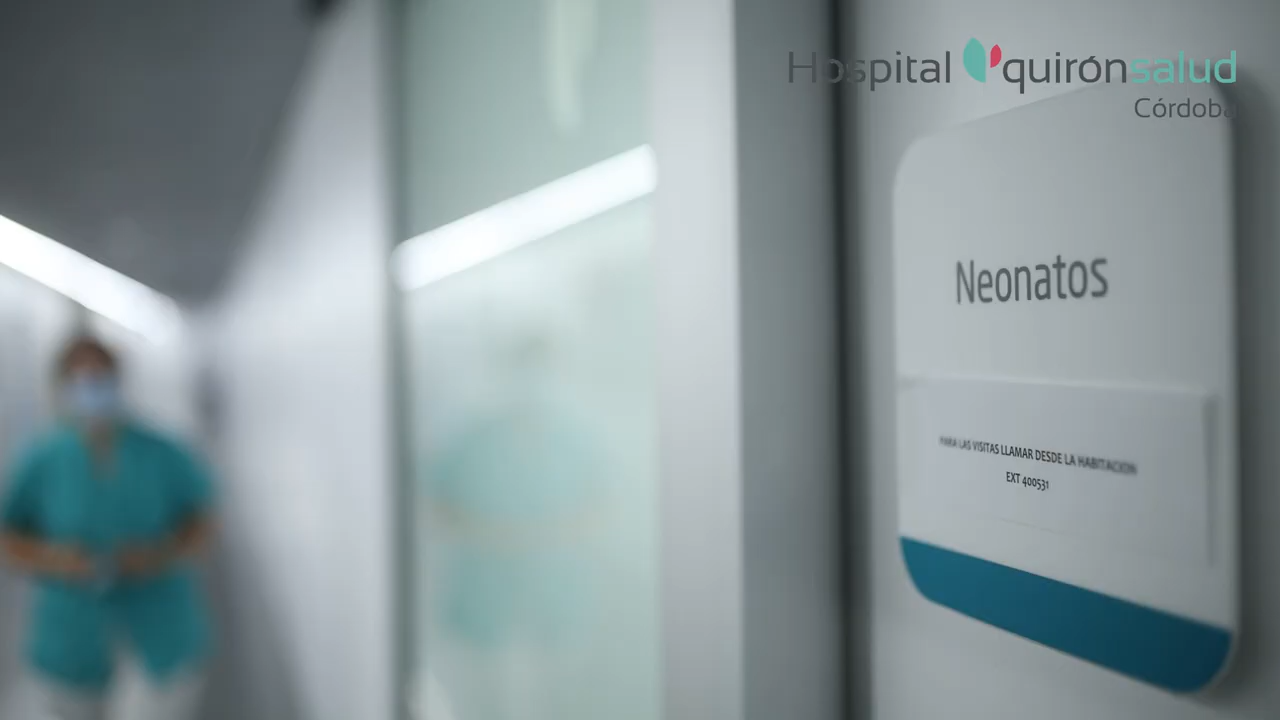 Hospital quirónsalud
Córdoba
Neonatos
PARA LAS VISITAS LLAMAR DESDE LA HABITACION
EXT 400531